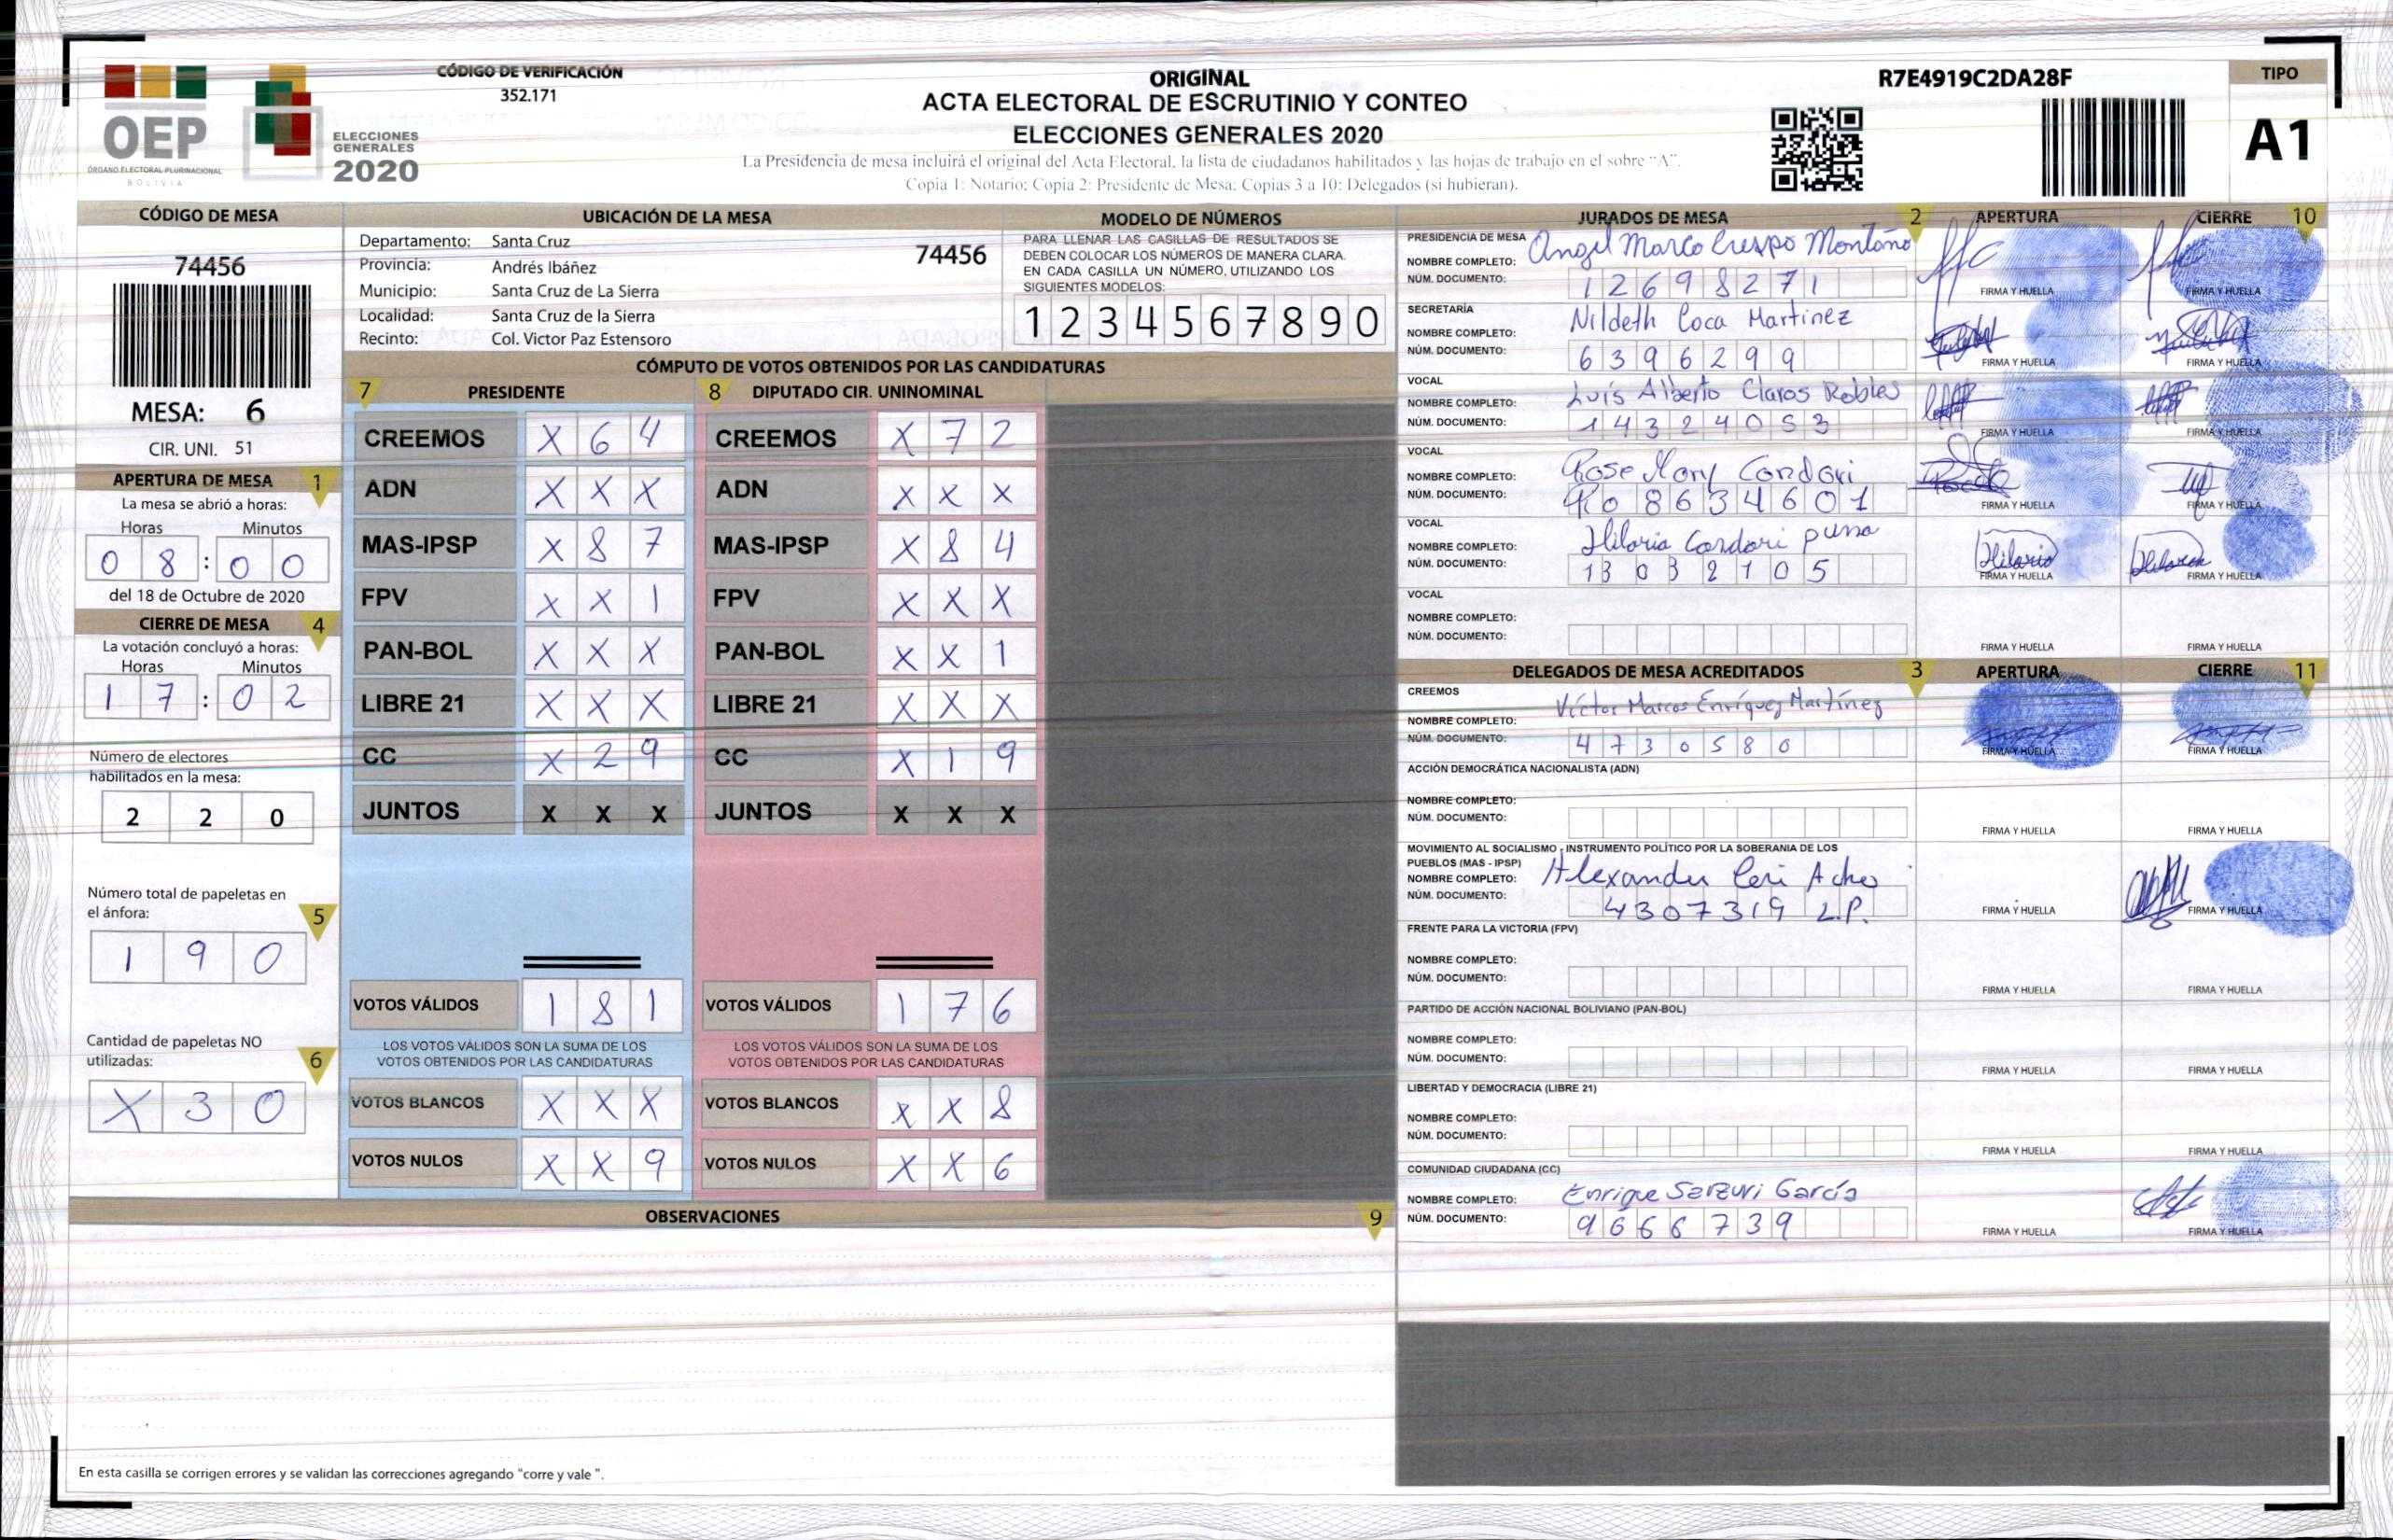 OEP
ÓRGANO ELECTORAL PLURINACIONAL
BOLIVIA
ELECCIONES
GENERALES
2020
CÓDIGO DE VERIFICACIÓN
352.171
ORIGINAL
ACTA ELECTORAL DE ESCRUTINIO Y CONTEO
ELECCIONES GENERALES 2020
La Presidencia de mesa incluirá el original del Acta Electoral, la lista de ciudadanos habilitados y las hojas de trabajo en el sobre "A".
Copia 1: Notario; Copia 2: Presidente de Mesa; Copias 3 a 10: Delegados (si hubieran).
R7E4919C2DA28F
TIPO
A1
CÓDIGO DE MESA
74456
MESA: 6
CIR. UNI. 51
APERTURA DE MESA 1
La mesa se abrió a horas:
Horas Minutos
0 8 : 0 0
del 18 de Octubre de 2020
CIERRE DE MESA 4
La votación concluyó a horas:
Horas Minutos
1 7 : 0 2
Número de electores
habilitados en la mesa:
2 2 0
Número total de papeletas en
el ánfora: 5
1 9 0
Cantidad de papeletas NO
utilizadas: 6
X 3 0
UBICACIÓN DE LA MESA
Departamento: Santa Cruz 74456
Provincia: Andrés Ibáñez
Municipio: Santa Cruz de La Sierra
Localidad: Santa Cruz de la Sierra
Recinto: Col. Victor Paz Estensoro
MODELO DE NÚMEROS
PARA LLENAR LAS CASILLAS DE RESULTADOS SE
DEBEN COLOCAR LOS NÚMEROS DE MANERA CLARA.
EN CADA CASILLA UN NÚMERO, UTILIZANDO LOS
SIGUIENTES MODELOS:
1 2 3 4 5 6 7 8 9 0
CÓMPUTO DE VOTOS OBTENIDOS POR LAS CANDIDATURAS
7 PRESIDENTE 8 DIPUTADO CIR. UNINOMINAL
CREEMOS X 6 4 CREEMOS X 7 2
ADN X X X ADN X X X
MAS-IPSP X 8 7 MAS-IPSP X 8 4
FPV X X 1 FPV X X X
PAN-BOL X X X PAN-BOL X X 1
LIBRE 21 X X X LIBRE 21 X X X
CC X 2 9 CC X 1 9
JUNTOS X X X JUNTOS X X X
VOTOS VÁLIDOS 1 8 1 VOTOS VÁLIDOS 1 7 6
LOS VOTOS VÁLIDOS SON LA SUMA DE LOS LOS VOTOS VÁLIDOS SON LA SUMA DE LOS
VOTOS OBTENIDOS POR LAS CANDIDATURAS VOTOS OBTENIDOS POR LAS CANDIDATURAS
VOTOS BLANCOS X X X VOTOS BLANCOS X X 8
VOTOS NULOS X X 9 VOTOS NULOS X X 6
OBSERVACIONES 9
En esta casilla se corrigen errores y se validan las correcciones agregando "corre y vale ".
JURADOS DE MESA 2 APERTURA CIERRE 10
PRESIDENCIA DE MESA
NOMBRE COMPLETO: Angel Marco Crespo Montaño
NÚM. DOCUMENTO: 1 2 6 9 8 2 7 1
FIRMA Y HUELLA FIRMA Y HUELLA
SECRETARÍA
NOMBRE COMPLETO: Nildeth Coca Martinez
NÚM. DOCUMENTO: 6 3 9 6 2 9 9
FIRMA Y HUELLA FIRMA Y HUELLA
VOCAL
NOMBRE COMPLETO: Luís Alberto Claros Robles
NÚM. DOCUMENTO: 1 4 3 2 4 0 5 3
FIRMA Y HUELLA FIRMA Y HUELLA
VOCAL
NOMBRE COMPLETO: Rose Mary Condori
NÚM. DOCUMENTO: 8 6 3 4 6 0 1
FIRMA Y HUELLA FIRMA Y HUELLA
VOCAL
NOMBRE COMPLETO: Hilaria Condori puma
NÚM. DOCUMENTO: 13 0 3 2 1 0 5
Hilaria
FIRMA Y HUELLA FIRMA Y HUELLA
VOCAL
NOMBRE COMPLETO:
NÚM. DOCUMENTO:
FIRMA Y HUELLA FIRMA Y HUELLA
DELEGADOS DE MESA ACREDITADOS 3 APERTURA CIERRE 11
CREEMOS
NOMBRE COMPLETO: Víctor Marcos Enríquez Martínez
NÚM. DOCUMENTO: 4 7 3 0 5 8 0
FIRMA Y HUELLA FIRMA Y HUELLA
ACCIÓN DEMOCRÁTICA NACIONALISTA (ADN)
NOMBRE COMPLETO:
NÚM. DOCUMENTO:
FIRMA Y HUELLA FIRMA Y HUELLA
MOVIMIENTO AL SOCIALISMO - INSTRUMENTO POLÍTICO POR LA SOBERANIA DE LOS
PUEBLOS (MAS - IPSP)
NOMBRE COMPLETO: Alexander
NÚM. DOCUMENTO: 4 3 0 7 3 1 9 L.P.
FIRMA Y HUELLA FIRMA Y HUELLA
FRENTE PARA LA VICTORIA (FPV)
NOMBRE COMPLETO:
NÚM. DOCUMENTO:
FIRMA Y HUELLA FIRMA Y HUELLA
PARTIDO DE ACCIÓN NACIONAL BOLIVIANO (PAN-BOL)
NOMBRE COMPLETO:
NÚM. DOCUMENTO:
FIRMA Y HUELLA FIRMA Y HUELLA
LIBERTAD Y DEMOCRACIA (LIBRE 21)
NOMBRE COMPLETO:
NÚM. DOCUMENTO:
FIRMA Y HUELLA FIRMA Y HUELLA
COMUNIDAD CIUDADANA (CC)
NOMBRE COMPLETO: Enrique Sarzuri García
NÚM. DOCUMENTO: 9 6 6 6 7 3 9
FIRMA Y HUELLA FIRMA Y HUELLA